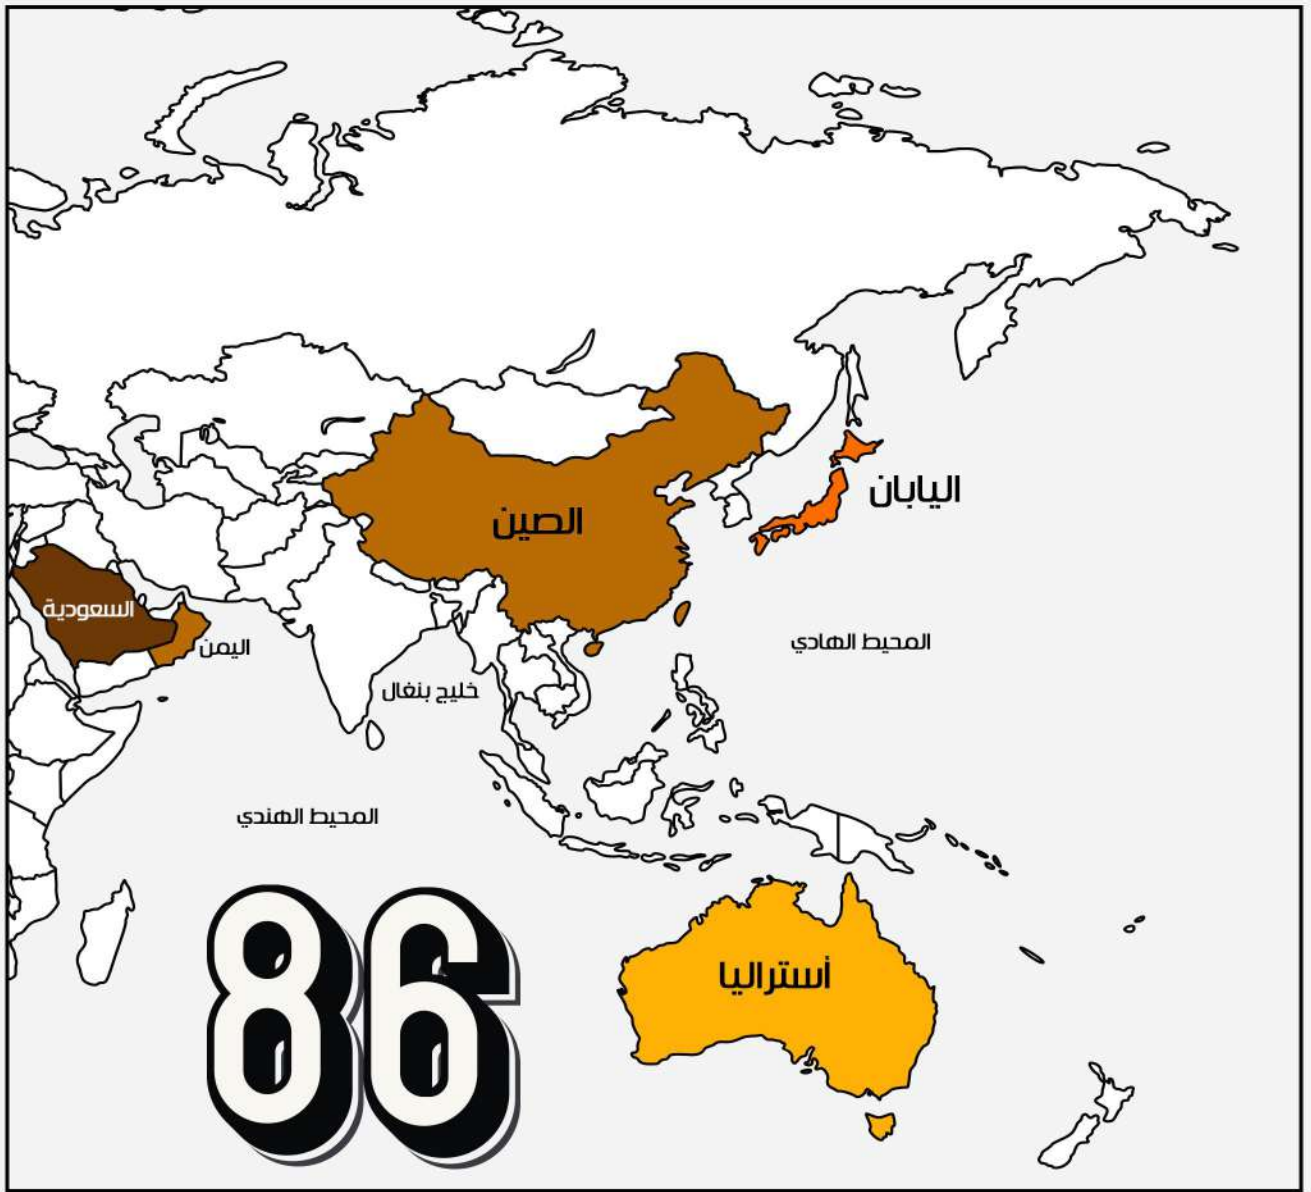 اليابان
الصين
السعودية
اليمن
المحيط الهادي
خليج بنغال
المحيط الهندي
أستراليا
86